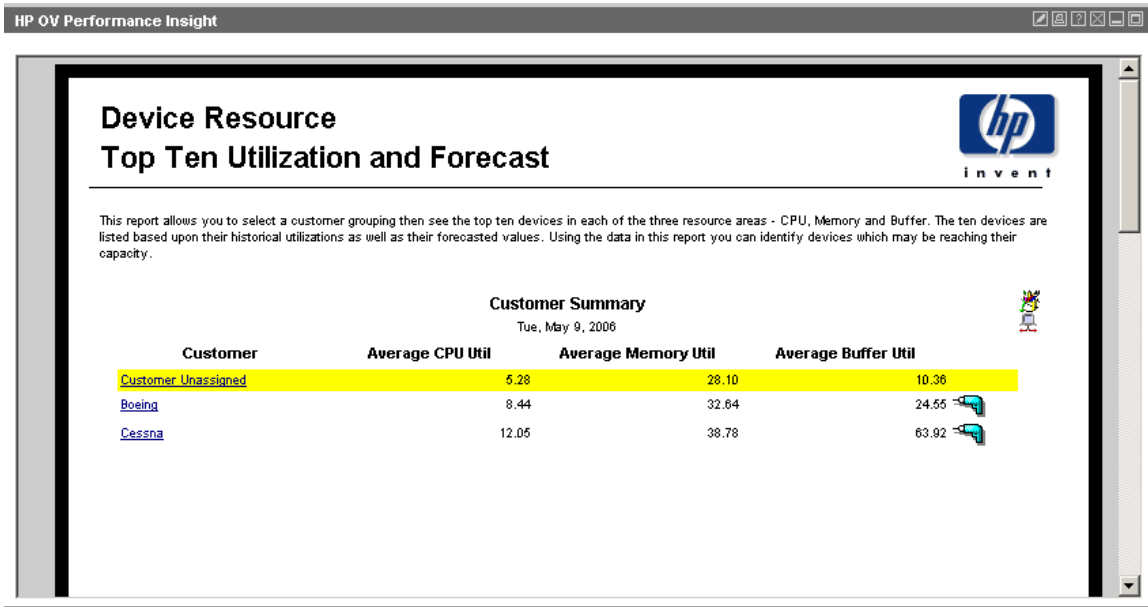 HP OV Performance Insight
Device Resource
Top Ten Utilization and Forecast
hp
invent
This report allows you to select a customer grouping then see the top ten devices in each of the three resource areas - CPU, Memory and Buffer. The ten devices are
listed based upon their historical utilizations as well as their forecasted values. Using the data in this report you can identify devices which may be reaching their
capacity.
Customer Summary
Tue, May 9, 2006
Customer Average CPU Util Average Memory Util Average Buffer Util
Customer Unassigned 5.28 28.10 10.36
Boeing 8.44 32.64 24.55
Cessna 12.05 38.78 63.92